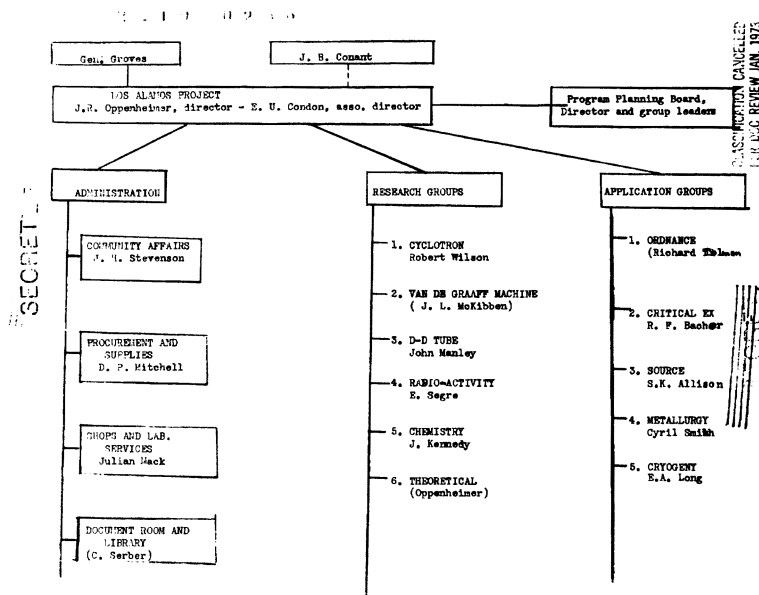 Gen. Groves
J. B. Conant
LOS ALAMOS PROJECT
J.R. Oppenheimer, director - E. U. Condon, asso. director
Program Planning Board,
Director and group leaders
CLASSIFICATION CANCELLED
FOR DOC REVIEW JAN. 1973
SECRET
ADMINISTRATION
COMMUNITY AFFAIRS
J. H. Stevenson
PROCUREMENT AND
SUPPLIES
D. P. Mitchell
SHOPS AND LAB.
SERVICES
Julian Mack
DOCUMENT ROOM AND
LIBRARY
(C. Serber)
RESEARCH GROUPS
1. CYCLOTRON
Robert Wilson
2. VAN DE GRAAFF MACHINE
( J. L. McKibben)
3. D-D TUBE
John Manley
4. RADIO-ACTIVITY
E. Segre
5. CHEMISTRY
J. Kennedy
6. THEORETICAL
(Oppenheimer)
APPLICATION GROUPS
1. ORDNANCE
(Richard Tolman
2. CRITICAL EX
R. F. Bacher
3. SOURCE
S.K. Allison
4. METALLURGY
Cyril Smith
5. CRYOGENY
E.A. Long